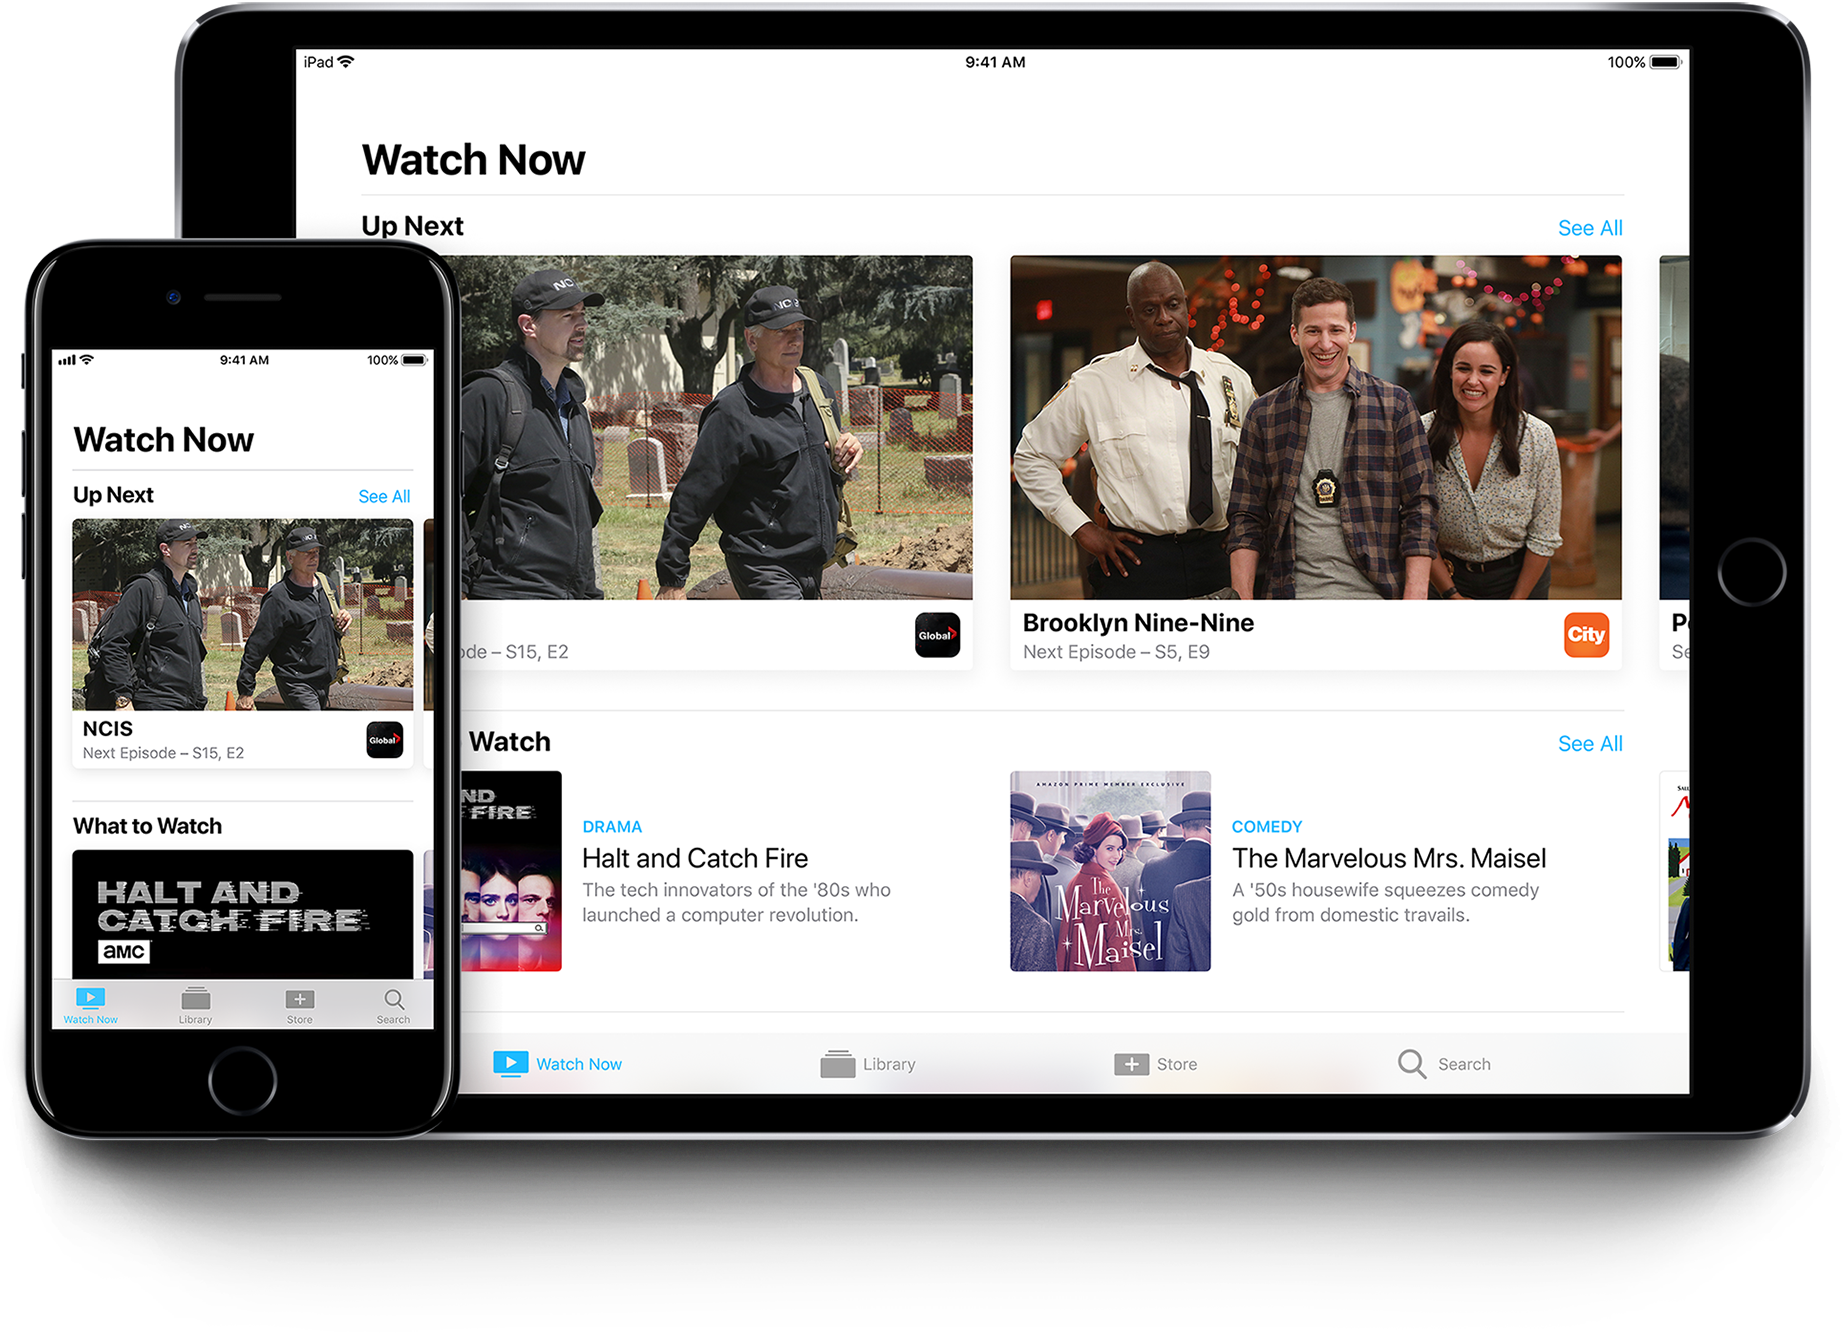 iPad
9:41 AM
100%
Watch Now
Up Next
See All
Global
de – S15, E2
Brooklyn Nine-Nine
Next Episode – S5, E9
City
Watch
See All
ND
FIRE
DRAMA
Halt and Catch Fire
The tech innovators of the '80s who
launched a computer revolution.
AMAZON PRIME MEMBER EXCLUSIVE
The
Marvelous
Mrs.
Maisel
COMEDY
The Marvelous Mrs. Maisel
A '50s housewife squeezes comedy
gold from domestic travails.
Watch Now
Library
Store
Search
9:41 AM
100%
Watch Now
Up Next
See All
NCIS
Next Episode – S15, E2
Global
What to Watch
HALT AND
CATCH FIRE
aMC
Watch Now
Library
Store
Search